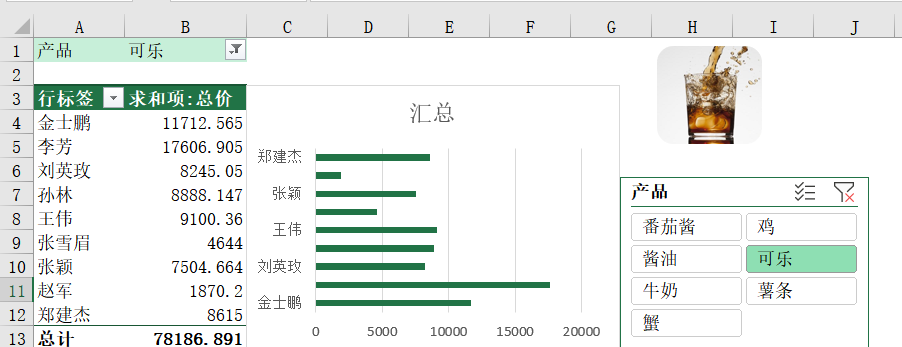 A B C D E F G H I J
1 产品 可乐
2
3 行标签 求和项:总价
4 金士鹏 11712.565
5 李芳 17606.905
6 刘英玫 8245.05
7 孙林 8888.147
8 王伟 9100.36
9 张雪眉 4644
10 张颖 7504.664
11 赵军 1870.2
12 郑建杰 8615
13 总计 78186.891
汇总
郑建杰
张颖
王伟
刘英玫
金士鹏
0 5000 10000 15000 20000
产品
番茄酱 鸡
酱油 可乐
牛奶 薯条
蟹